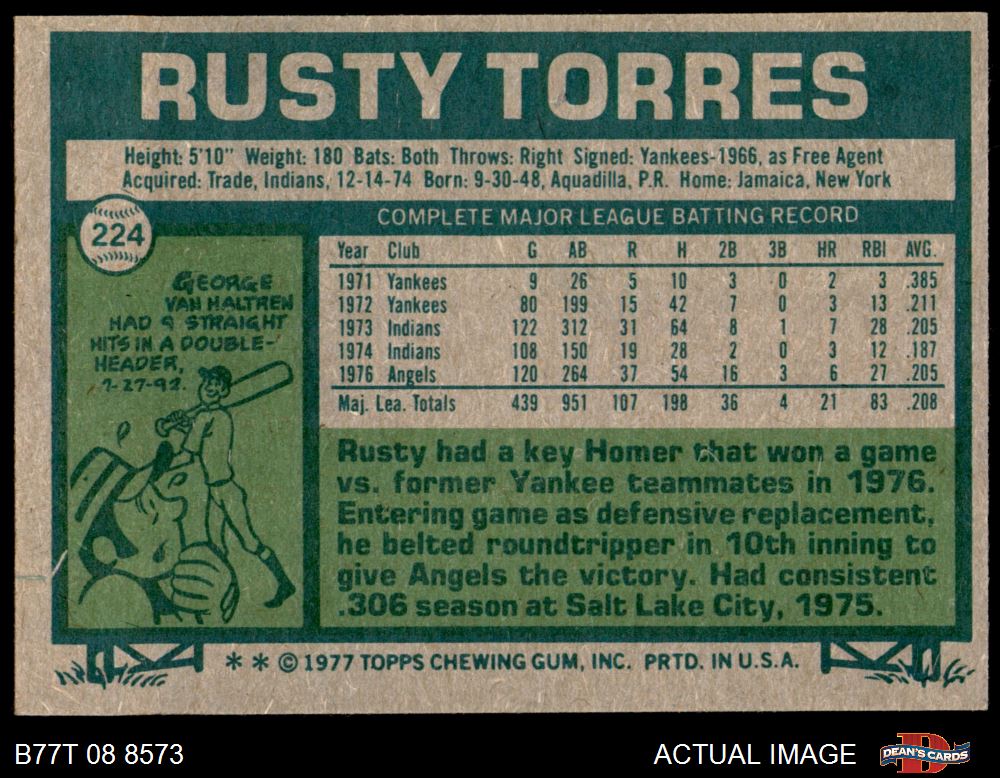 RUSTY TORRES
Height: 5'10" Weight: 180 Bats: Both Throws: Right Signed: Yankees-1966, as Free Agent
Acquired: Trade, Indians, 12-14-74 Born: 9-30-48, Aquadilla, P.R. Home: Jamaica, New York
224
COMPLETE MAJOR LEAGUE BATTING RECORD
Year Club G AB R H 2B 3B HR RBI AVG.
1971 Yankees 9 26 5 10 3 0 2 3 .385
1972 Yankees 80 199 15 42 7 0 3 13 .211
1973 Indians 122 312 31 64 8 1 7 28 .205
1974 Indians 108 150 19 28 2 0 3 12 .187
1976 Angels 120 264 37 54 16 3 6 27 .205
Maj. Lea. Totals 439 951 107 198 36 4 21 83 .208
GEORGE
VAN HALTREN
HAD 9 STRAIGHT
HITS IN A DOUBLE-
HEADER,
7-27-92.
Rusty had a key Homer that won a game
vs. former Yankee teammates in 1976.
Entering game as defensive replacement,
he belted roundtripper in 10th inning to
give Angels the victory. Had consistent
.306 season at Salt Lake City, 1975.
* * © 1977 TOPPS CHEWING GUM, INC. PRTD. IN U.S.A.
B77T 08 8573
ACTUAL IMAGE
D
DEAN'S CARDS